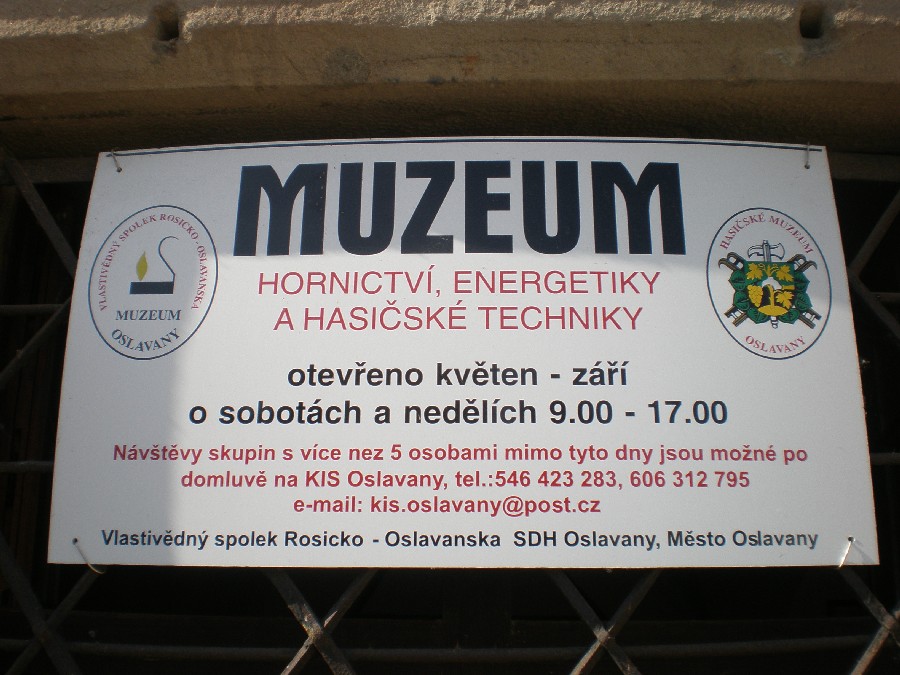 MUZEUM
HORNICTVÍ, ENERGETIKY
A HASIČSKÉ TECHNIKY
VLASTIVĚDNÝ SPOLEK ROSICKO-OSLAVANSKA
MUZEUM
OSLAVANY
HASIČSKÉ MUZEUM
OSLAVANY
otevřeno květen - září
o sobotách a nedělích 9.00 - 17.00
Návštěvy skupin s více nez 5 osobami mimo tyto dny jsou možné po
domluvě na KIS Oslavany, tel.:546 423 283, 606 312 795
e-mail: kis.oslavany@post.cz
Vlastivědný spolek Rosicko - Oslavanska SDH Oslavany, Město Oslavany